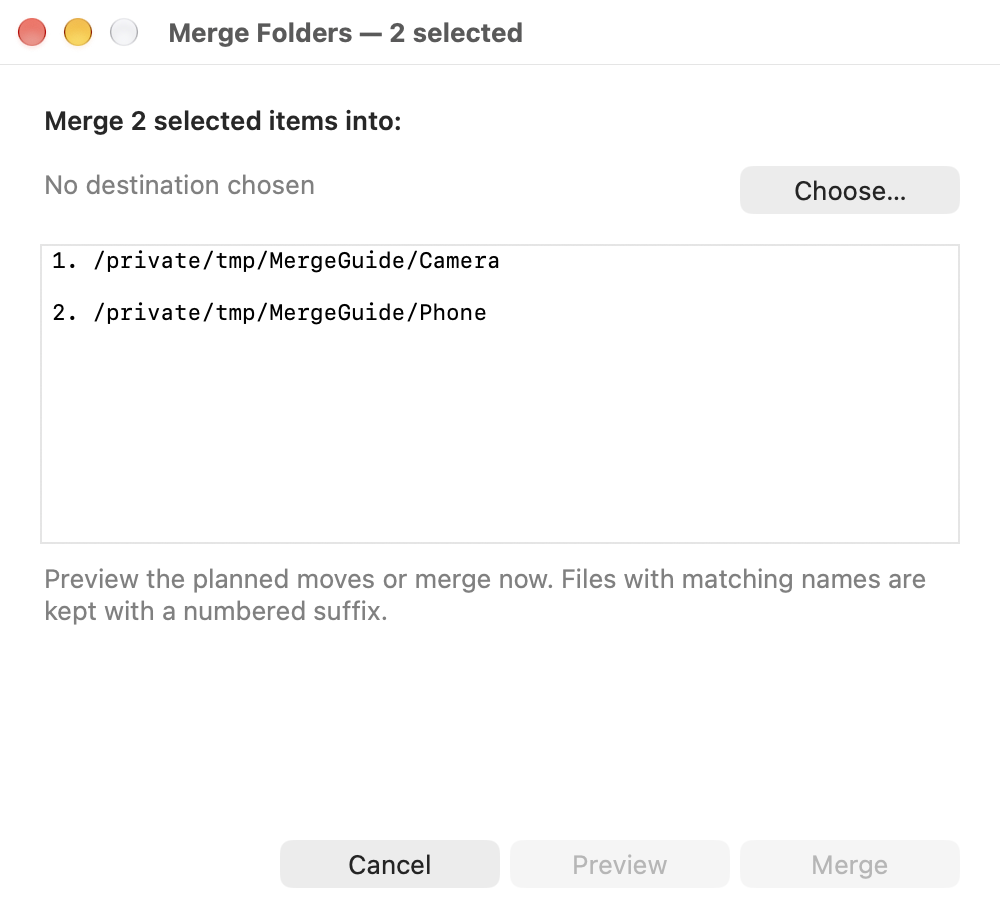 Merge Folders — 2 selected
Merge 2 selected items into:
No destination chosen
Choose...
1. /private/tmp/MergeGuide/Camera
2. /private/tmp/MergeGuide/Phone
Preview the planned moves or merge now. Files with matching names are
kept with a numbered suffix.
Cancel
Preview
Merge